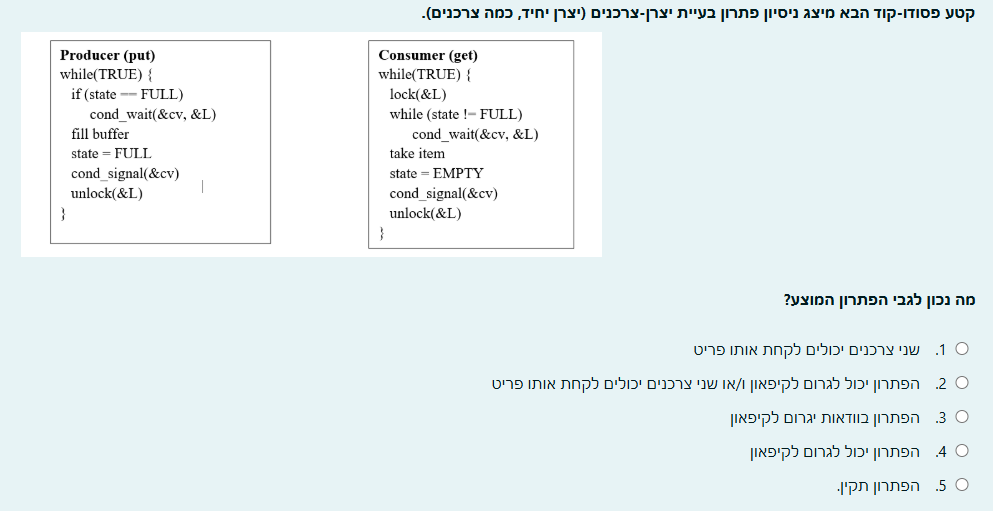 קטע פסודו-קוד הבא מיצג ניסיון פתרון בעיית יצרן-צרכנים (יצרן יחיד, כמה צרכנים).
Producer (put)
while(TRUE) {
if (state == FULL)
cond_wait(&cv, &L)
fill buffer
state = FULL
cond_signal(&cv)
unlock(&L)
}
Consumer (get)
while(TRUE) {
lock(&L)
while (state != FULL)
cond_wait(&cv, &L)
take item
state = EMPTY
cond_signal(&cv)
unlock(&L)
}
מה נכון לגבי הפתרון המוצע?
1. שני צרכנים יכולים לקחת אותו פריט
2. הפתרון יכול לגרום לקיפאון ו/או שני צרכנים יכולים לקחת אותו פריט
3. הפתרון בוודאות יגרום לקיפאון
4. הפתרון יכול לגרום לקיפאון
5. הפתרון תקין.